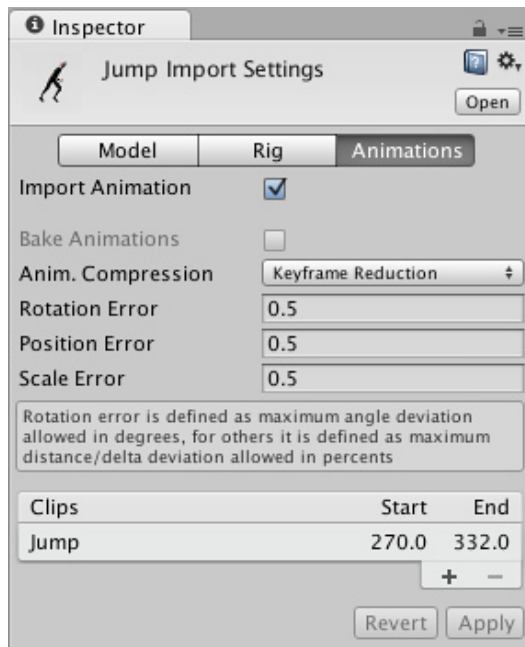 Inspector
Jump Import Settings
Open
Model Rig Animations
Import Animation
Bake Animations
Anim. Compression Keyframe Reduction
Rotation Error 0.5
Position Error 0.5
Scale Error 0.5
Rotation error is defined as maximum angle deviation
allowed in degrees, for others it is defined as maximum
distance/delta deviation allowed in percents
Clips Start End
Jump 270.0 332.0
+ −
Revert Apply